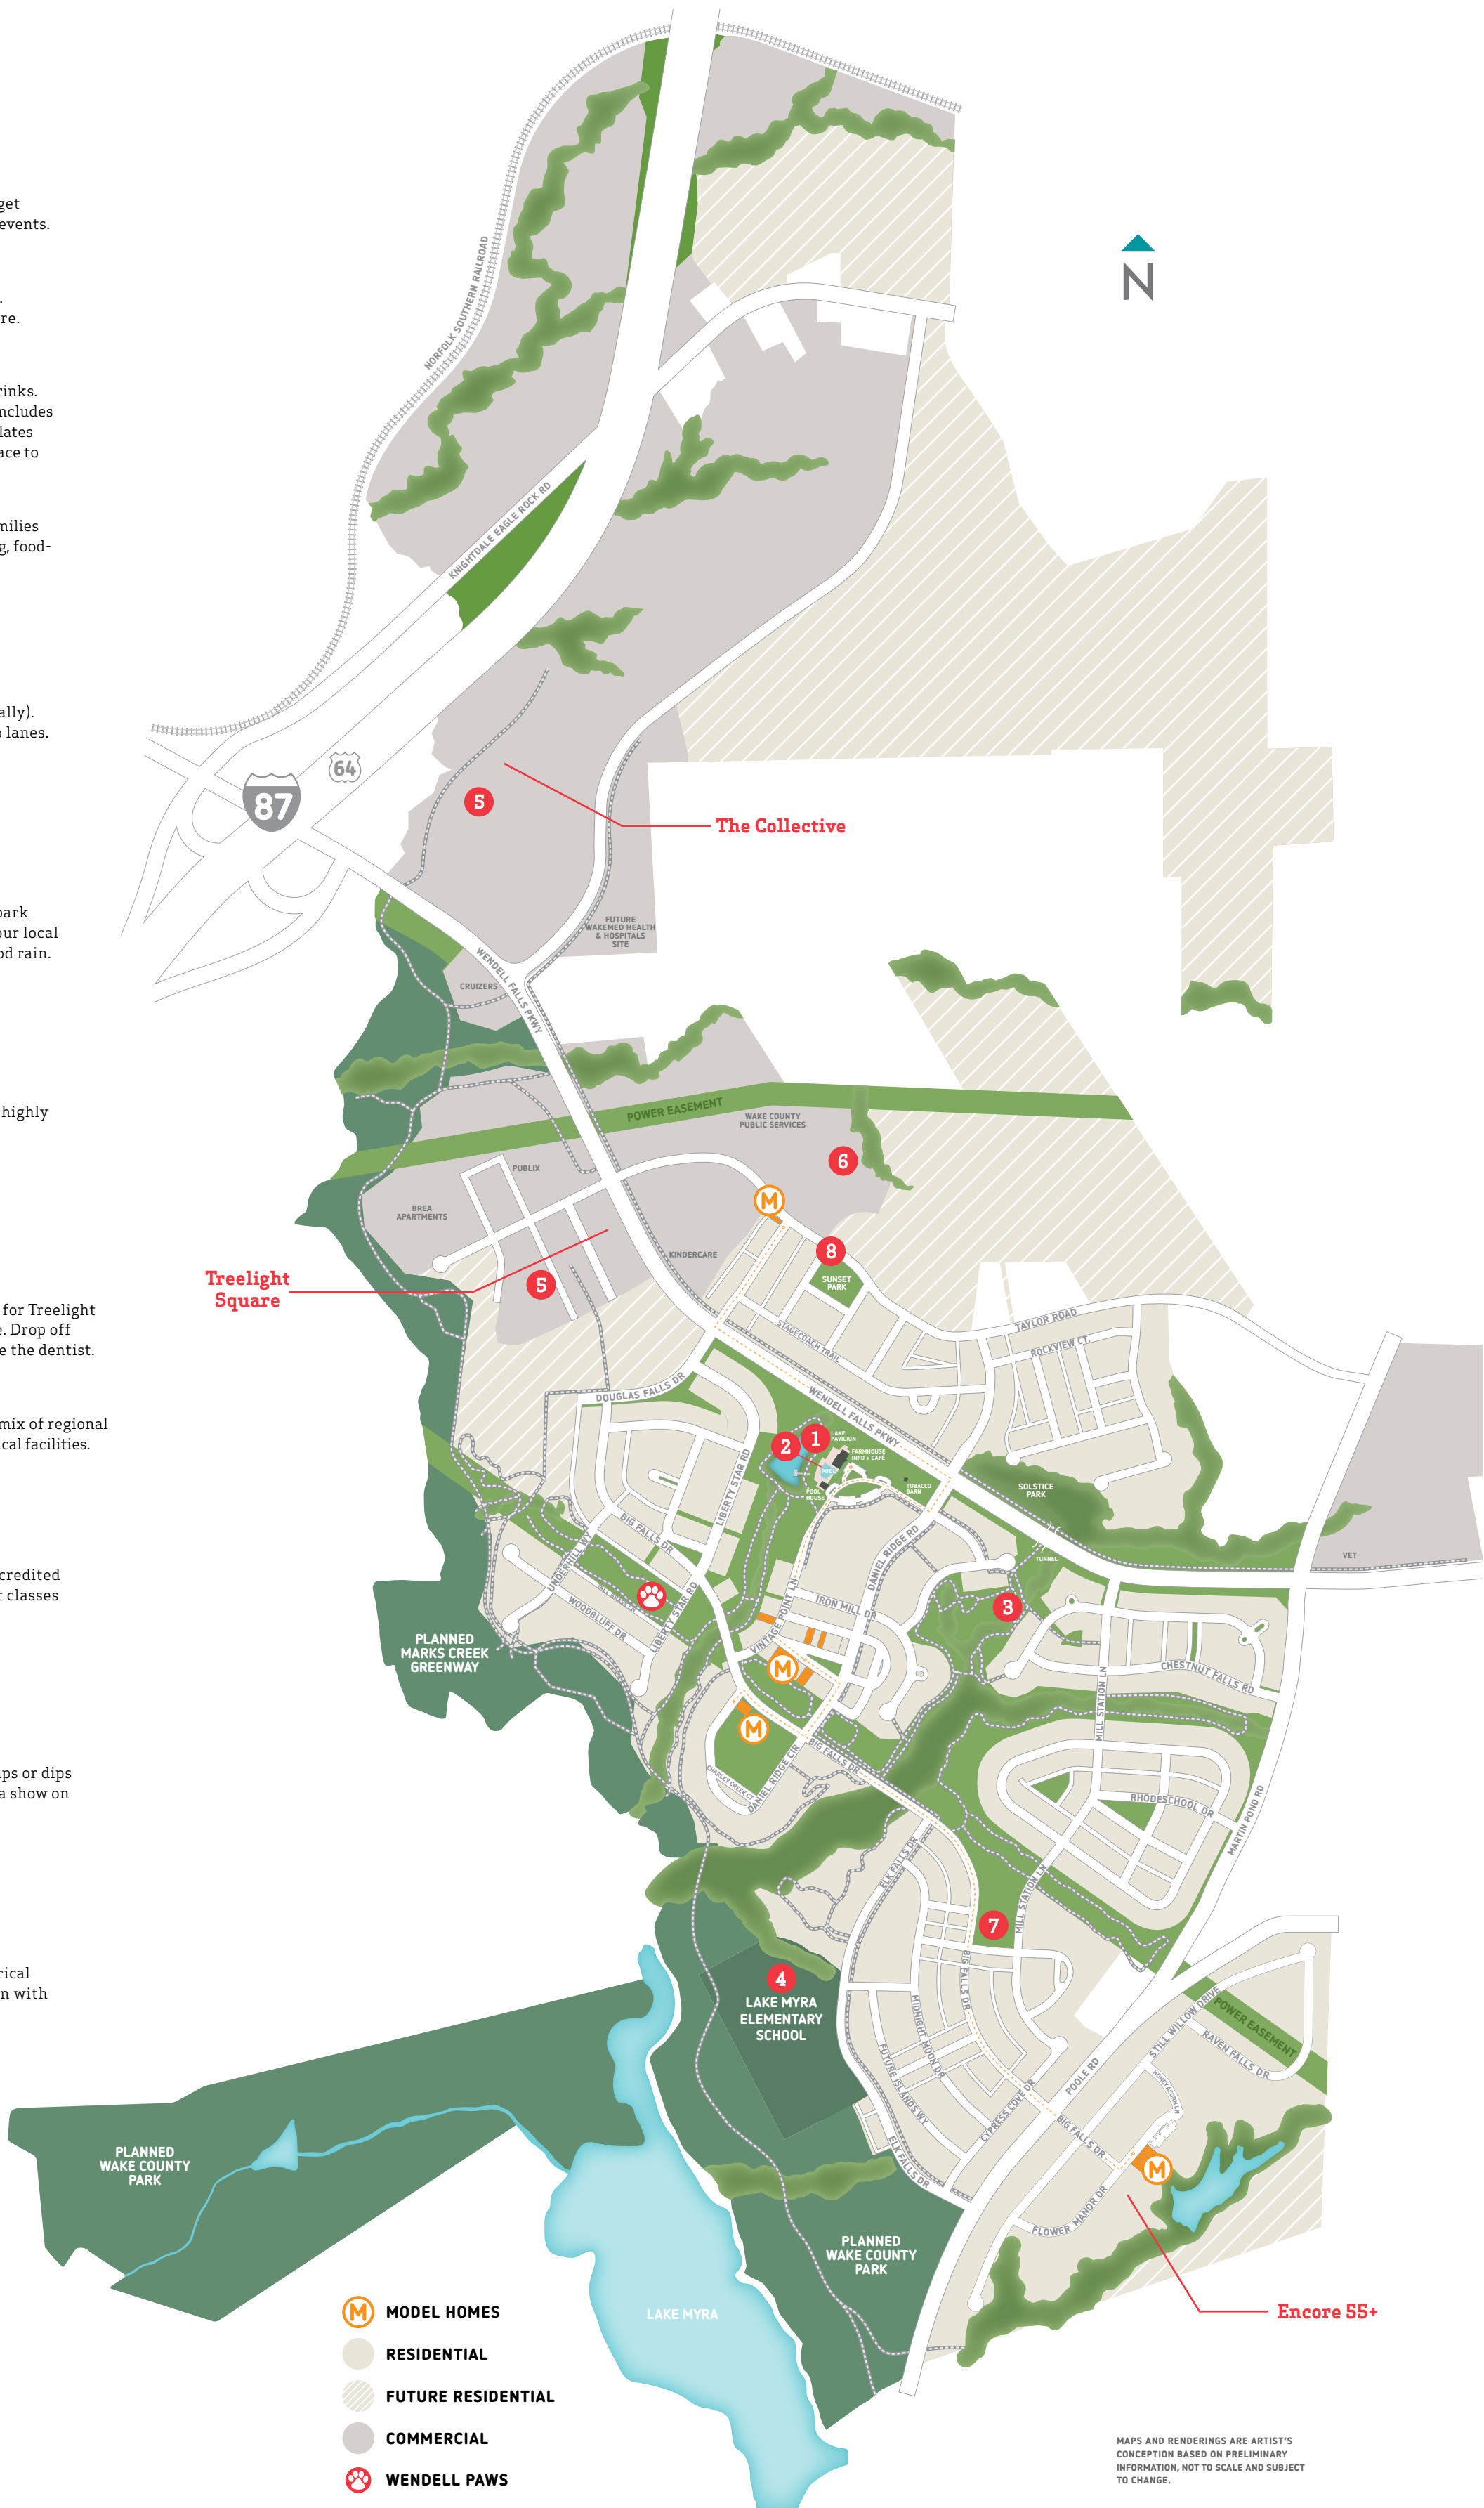 get
events.
.
re.
rinks.
ncludes
lates
ace to
milies
g, food-
ally).
o lanes.
park
our local
od rain.
highly
for Treelight
e. Drop off
e the dentist.
mix of regional
ical facilities.
credited
t classes
ps or dips
a show on
rical
n with
N
NORFOLK SOUTHERN RAILROAD
KNIGHTDALE EAGLE ROCK RD
64
87
5
The Collective
FUTURE
WAKEMED HEALTH
& HOSPITALS
SITE
WENDELL FALLS PKWY
CRUIZERS
POWER EASEMENT
WAKE COUNTY
PUBLIC SERVICES
6
PUBLIX
M
BREA
APARTMENTS
KINDERCARE
8
SUNSET
PARK
Treelight
Square
5
STAGECOACH TRAIL
TAYLOR ROAD
ROCKVIEW CT.
DOUGLAS FALLS DR
WENDELL FALLS PKWY
1
2
LAKE
PAVILION
FARMHOUSE
INFO + CAFÉ
POOL
POOL
HOUSE
TOBACCO
BARN
LIBERTY STAR RD
SOLSTICE
PARK
TUNNEL
VET
BIG FALLS DR
UNDERHILL WY
DANIEL RIDGE RD
IRON MILL DR
VINTAGE POINT LN
3
WOODBLUFF DR
LIBERTY STAR RD
PLANNED
MARKS CREEK
GREENWAY
M
M
CHESTNUT FALLS RD
MILL STATION LN
BIG FALLS DR
CHARLEY CREEK CT
DANIEL RIDGE CIR
RHODESCHOOL DR
MARTIN POND RD
ELK FALLS DR
MILL STATION LN
7
4
LAKE MYRA
ELEMENTARY
SCHOOL
BIG FALLS DR
MIDNIGHT MOON DR
FUTURE ISLANDS WY
CYPRESS COVE DR
ELK FALLS DR
POOLE RD
STILL WILLOW DRIVE
POWER EASEMENT
RAVEN FALLS DR
HONEY ACORN LN
BIG FALLS DR
M
FLOWER MANOR DR
PLANNED
WAKE COUNTY
PARK
PLANNED
WAKE COUNTY
PARK
LAKE MYRA
Encore 55+
M MODEL HOMES
RESIDENTIAL
FUTURE RESIDENTIAL
COMMERCIAL
WENDELL PAWS
MAPS AND RENDERINGS ARE ARTIST'S
CONCEPTION BASED ON PRELIMINARY
INFORMATION, NOT TO SCALE AND SUBJECT
TO CHANGE.